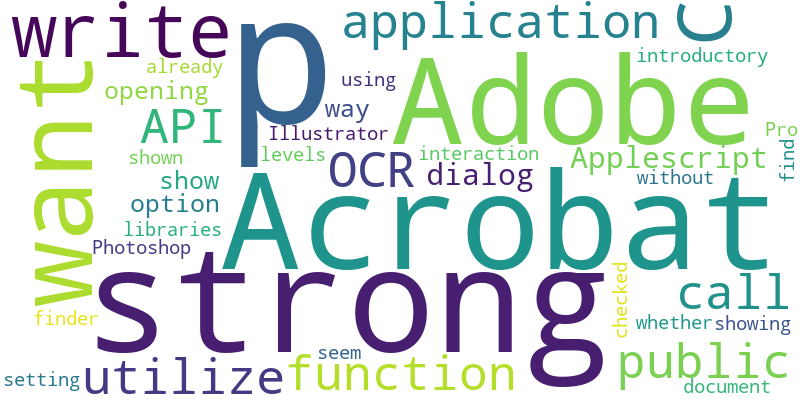 write
p
application
C
want
already
opening
using
Adobe
introductory
API
way
Illustrator
Pro
shown
levels
OCR
interaction
Applescript
find
show
dialog
without
option
Acrobat
libraries
Photoshop
strong
checked
call
finder
whether
showing
seem
setting
utilize
function
public
document